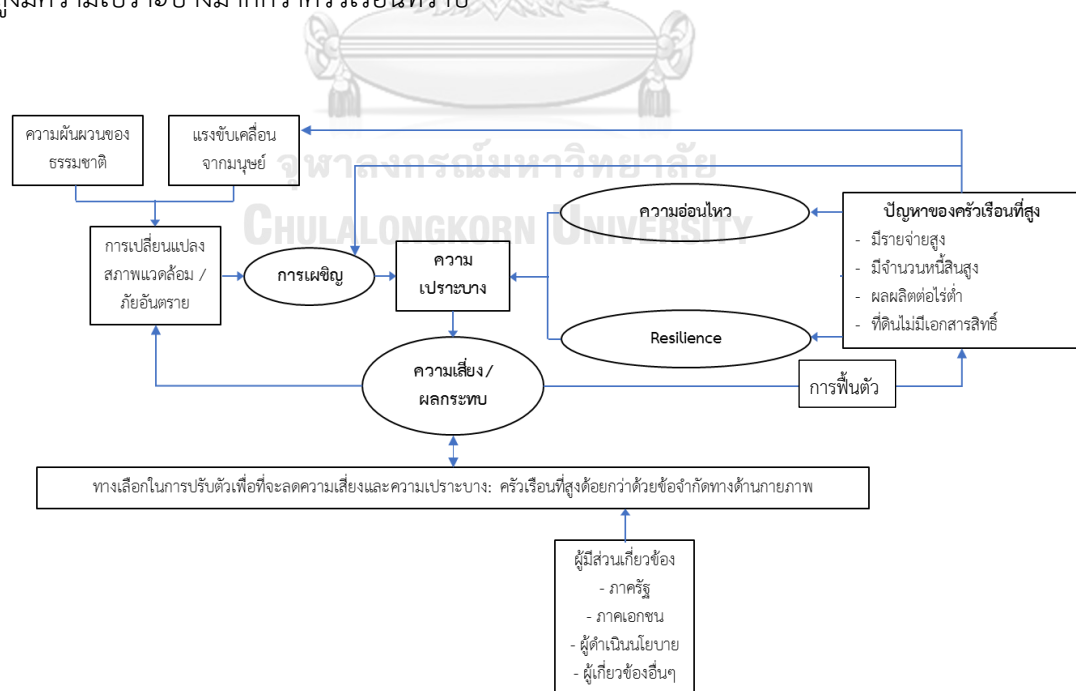 ความผันผวนของ
ธรรมชาติ
แรงขับเคลื่อน
จากมนุษย์
จุฬาลงกรณ์มหาวิทยาลัย
CHULALONGKORN UNIVERSITY
ความอ่อนไหว
ปัญหาของครัวเรือนที่สูง
- มีรายจ่ายสูง
- มีจำนวนหนี้สินสูง
- ผลผลิตต่อไร่ต่ำ
- ที่ดินไม่มีเอกสารสิทธิ์
การเปลี่ยนแปลง
สภาพแวดล้อม /
ภัยอันตราย
การเผชิญ
ความ
เปราะบาง
Resilience
ความเสี่ยง/
ผลกระทบ
การฟื้นตัว
ทางเลือกในการปรับตัวเพื่อที่จะลดความเสี่ยงและความเปราะบาง: ครัวเรือนที่สูงด้อยกว่าด้วยข้อจำกัดทางด้านกายภาพ
ผู้มีส่วนเกี่ยวข้อง
- ภาครัฐ
- ภาคเอกชน
- ผู้ดำเนินนโยบาย
- ผู้เกี่ยวข้องอื่นๆ